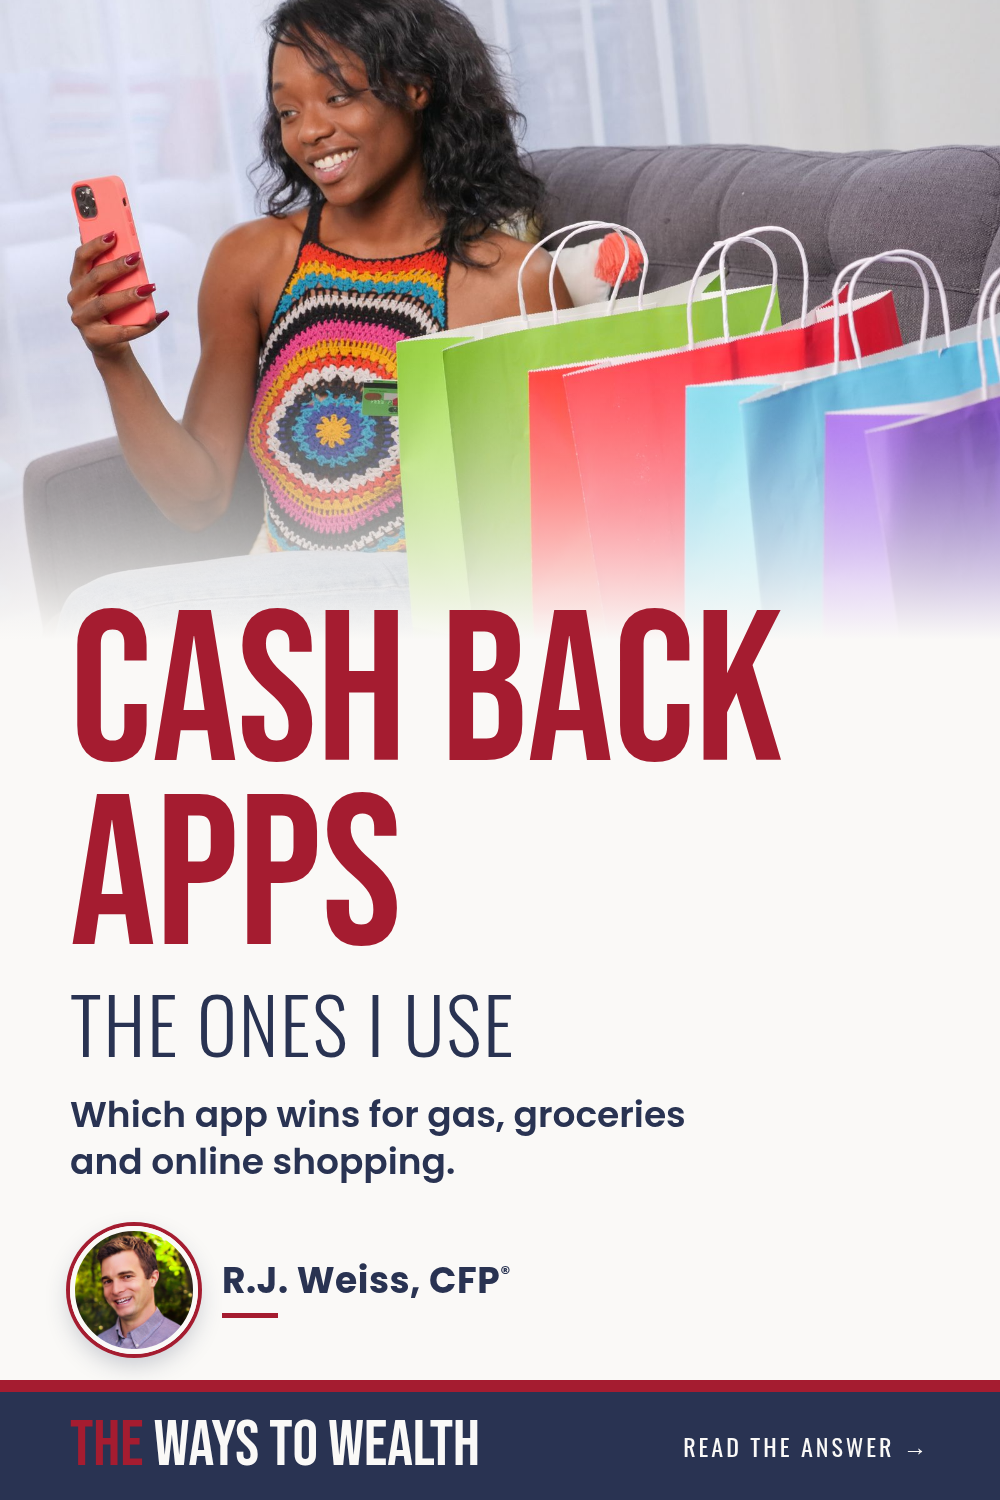 CASH BACK
APPS
THE ONES I USE
Which app wins for gas, groceries
and online shopping.
R.J. Weiss, CFP®
THE WAYS TO WEALTH
READ THE ANSWER →